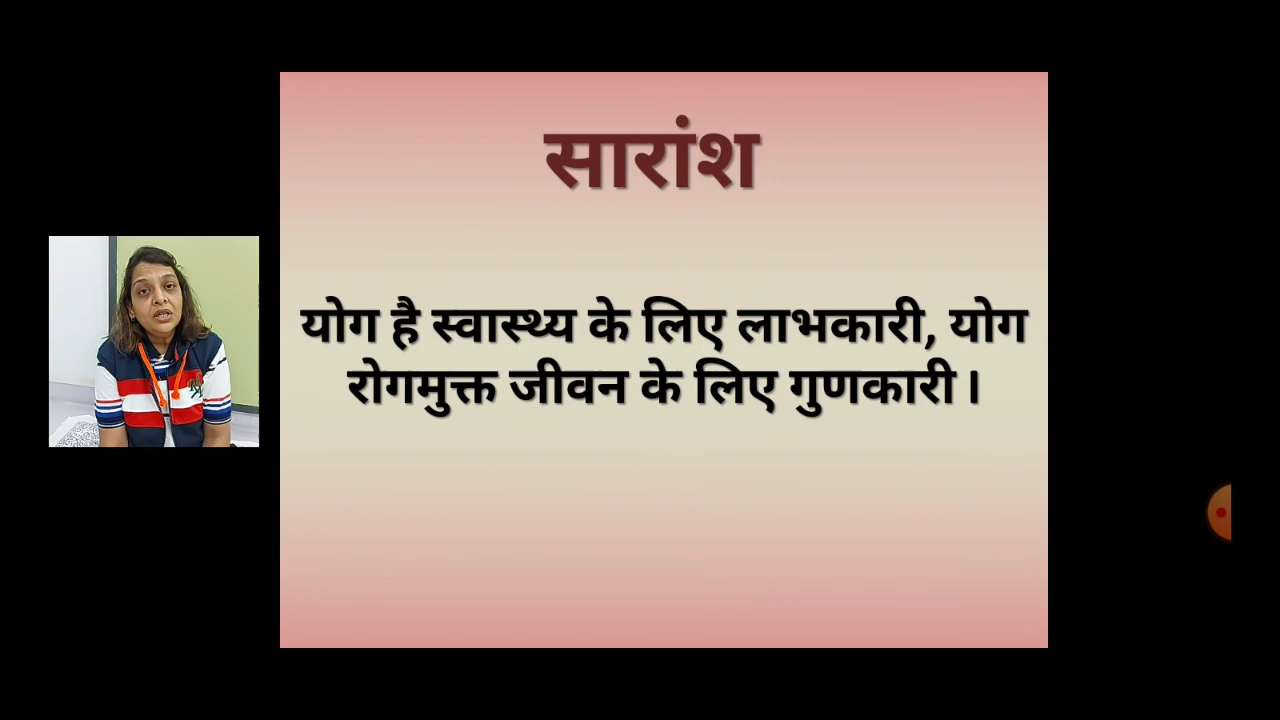 सारांश
योग है स्वास्थ्य के लिए लाभकारी, योग
रोगमुक्त जीवन के लिए गुणकारी।